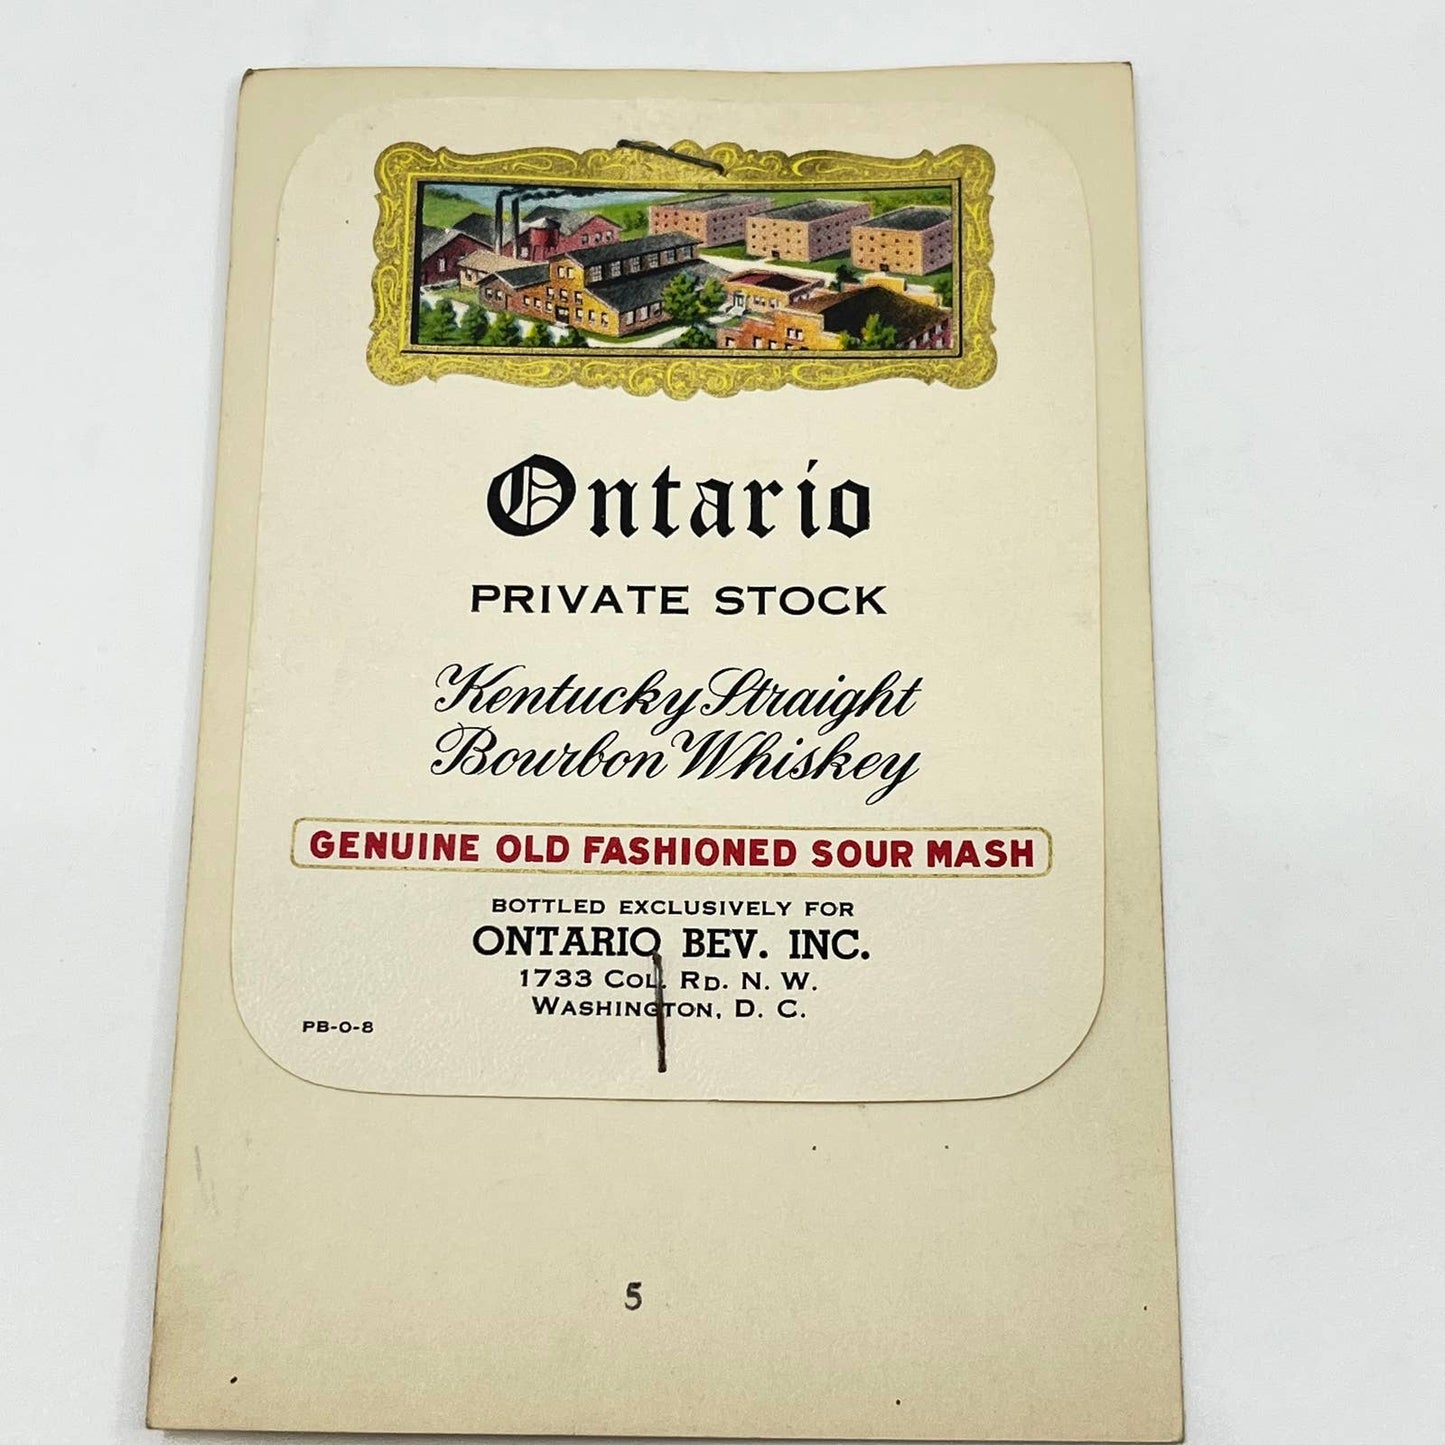 Ontario
PRIVATE STOCK
Kentucky Straight
Bourbon Whiskey
GENUINE OLD FASHIONED SOUR MASH
BOTTLED EXCLUSIVELY FOR
ONTARIO BEV. INC.
1733 COL. RD. N. W.
WASHINGTON, D. C.
PB-O-8
5